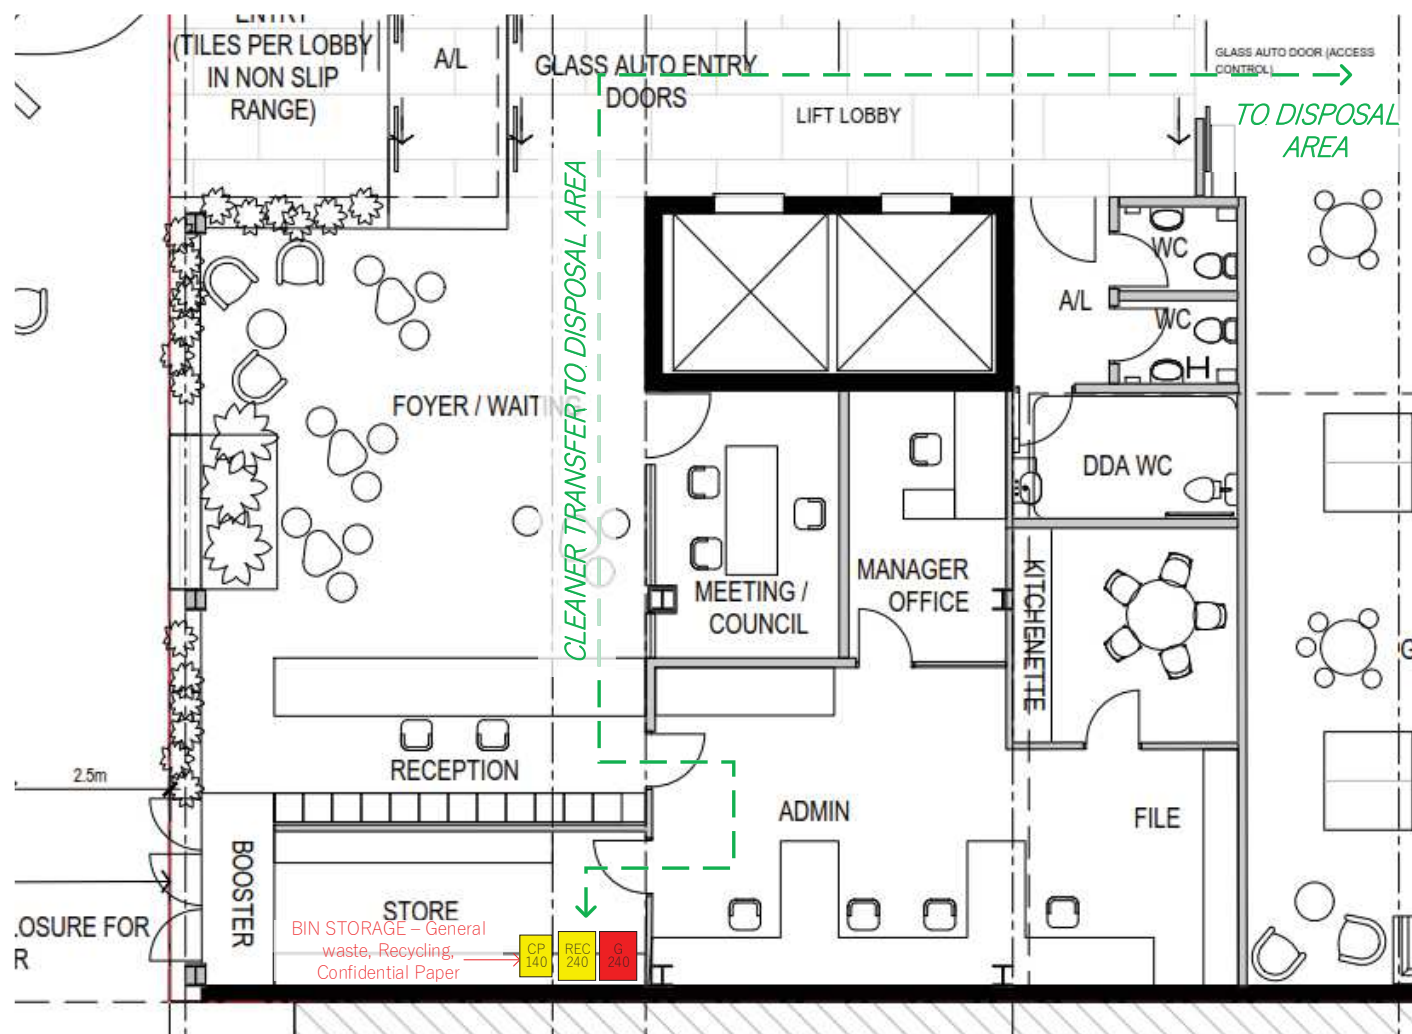 ENTRY
(TILES PER LOBBY
IN NON SLIP
RANGE)
A/L
GLASS AUTO ENTRY
DOORS
LIFT LOBBY
GLASS AUTO DOOR (ACCESS
CONTROL)
TO DISPOSAL
AREA
CLEANER TRANSFER TO DISPOSAL AREA
WC
A/L
WC
FOYER / WAITING
DDA WC
MANAGER
OFFICE
MEETING /
COUNCIL
KITCHENETTE
G
RECEPTION
2.5m
ADMIN
FILE
BOOSTER
STORE
LOSURE FOR
R
BIN STORAGE – General
waste, Recycling,
Confidential Paper
CP
140
REC
240
G
240